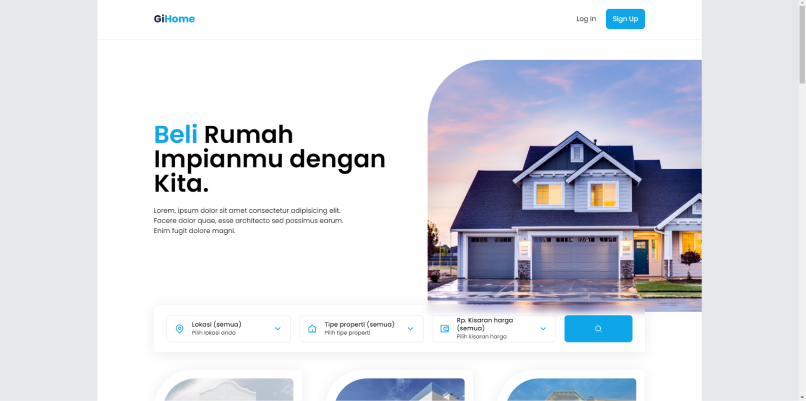 GiHome
Log In
Sign Up
Beli Rumah
Impianmu dengan
Kita.
Lorem, ipsum dolor sit amet consectetur adipisicing elit.
Facere dolor quae, esse architecto sed possimus earum.
Enim fugit dolore magni.
Lokasi (semua)
Pilih lokasi anda
Tipe properti (semua)
Pilih tipe properti
Rp. Kisaran harga
(semua)
Pilih kisaran harga